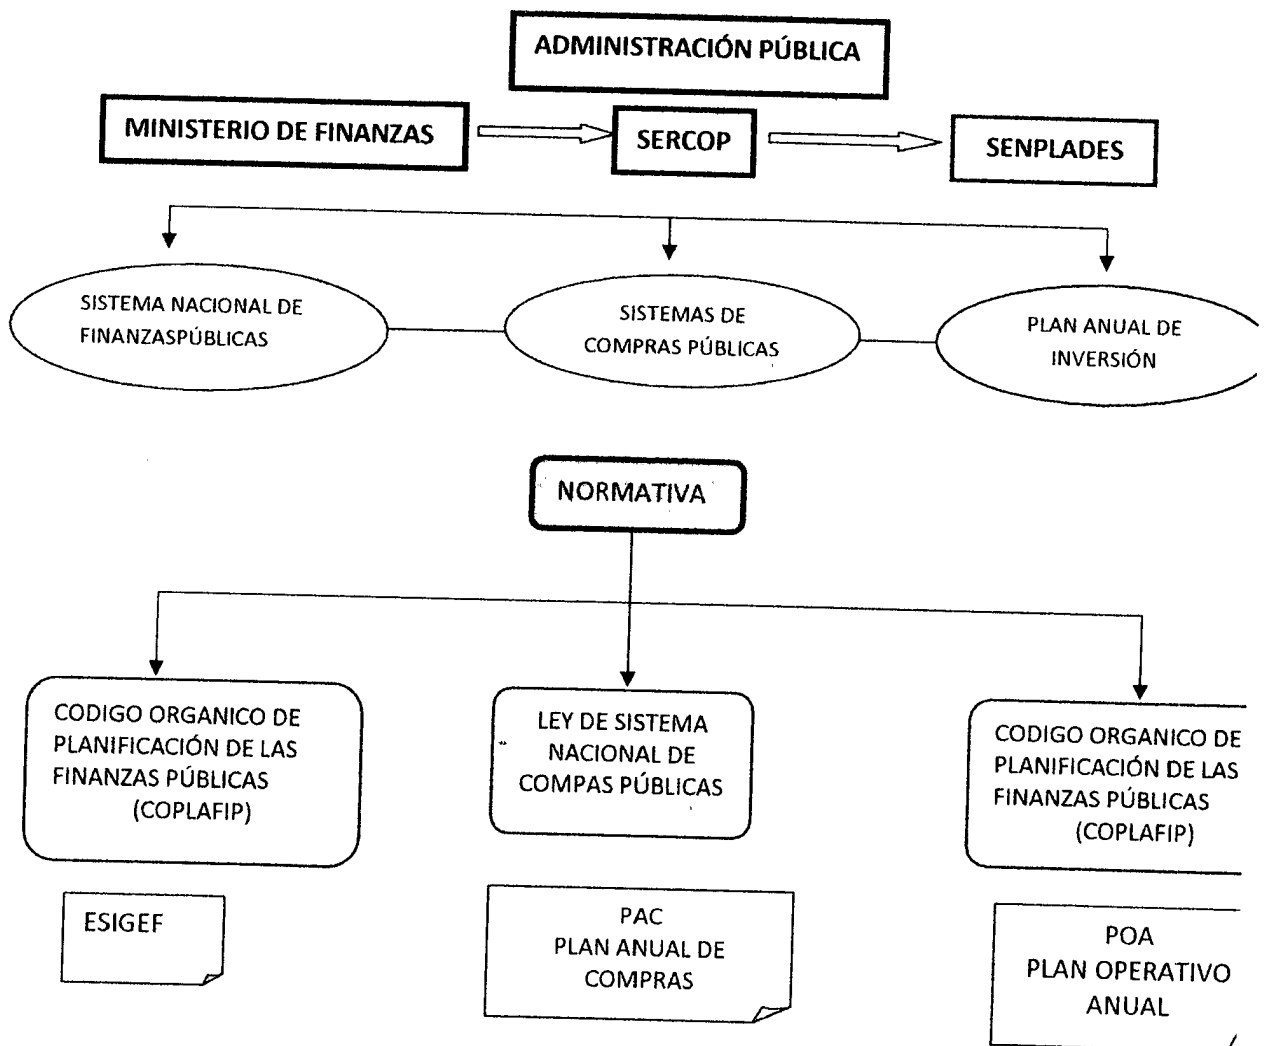 ADMINISTRACIÓN PÚBLICA
MINISTERIO DE FINANZAS
SERCOP
SENPLADES
SISTEMA NACIONAL DE
FINANZASPÚBLICAS
SISTEMAS DE
COMPRAS PÚBLICAS
PLAN ANUAL DE
INVERSIÓN
NORMATIVA
CODIGO ORGANICO DE
PLANIFICACIÓN DE LAS
FINANZAS PÚBLICAS
(COPLAFIP)
LEY DE SISTEMA
NACIONAL DE
COMPAS PÚBLICAS
CODIGO ORGANICO DE
PLANIFICACIÓN DE LAS
FINANZAS PÚBLICAS
(COPLAFIP)
ESIGEF
PAC
PLAN ANUAL DE
COMPRAS
POA
PLAN OPERATIVO
ANUAL